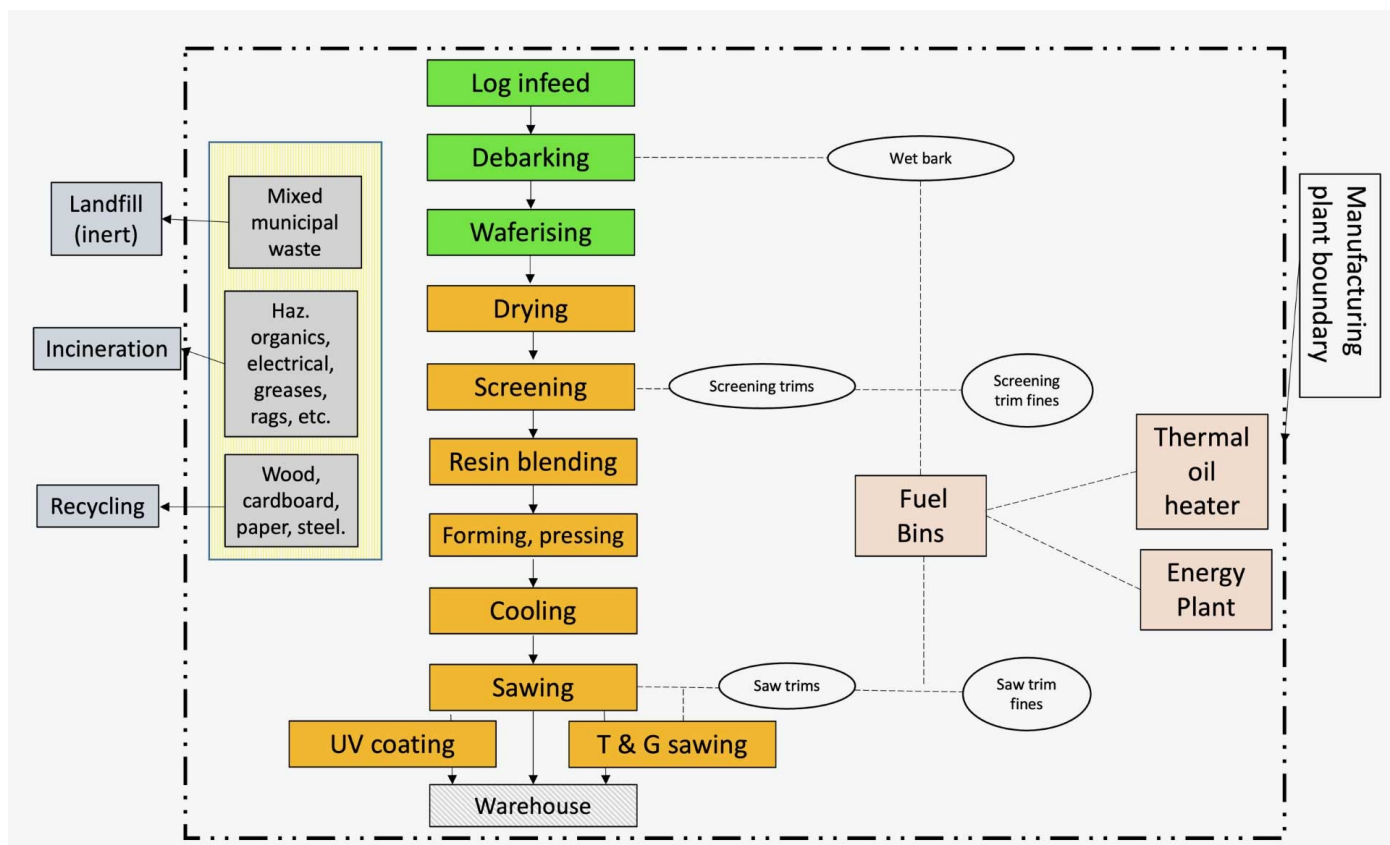 Log infeed
Debarking
Waferising
Drying
Screening
Resin blending
Forming, pressing
Cooling
Sawing
UV coating
T & G sawing
Warehouse
Landfill
(inert)
Mixed
municipal
waste
Incineration
Haz.
organics,
electrical,
greases,
rags, etc.
Recycling
Wood,
cardboard,
paper, steel.
Wet bark
Screening trims
Screening
trim fines
Fuel
Bins
Thermal
oil
heater
Energy
Plant
Saw trims
Saw trim
fines
Manufacturing
plant boundary